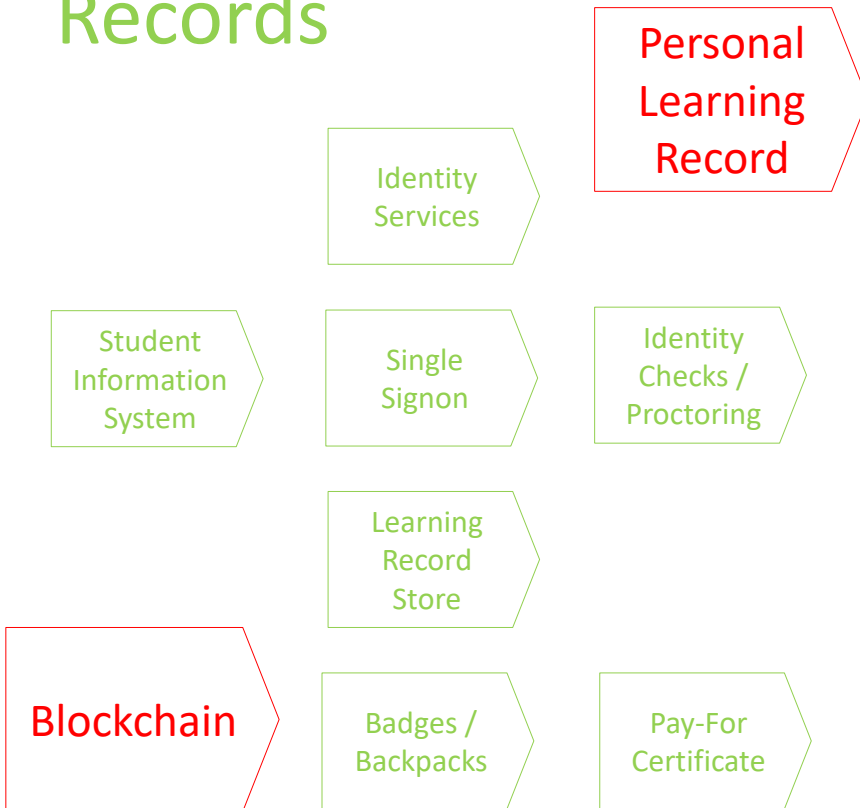 Records
Personal
Learning
Record
Identity
Services
Student
Information
System
Single
Signon
Identity
Checks /
Proctoring
Learning
Record
Store
Blockchain
Badges /
Backpacks
Pay-For
Certificate